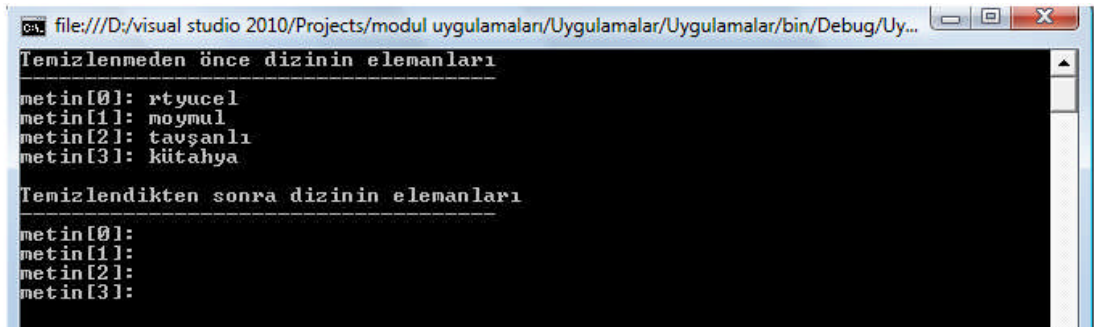 file:///D:/visual studio 2010/Projects/modul uygulamaları/Uygulamalar/Uygulamalar/bin/Debug/Uy...
Temizlenmeden önce dizinin elemanları
----------------------------------------
metin[0]: rtyucel
metin[1]: moymul
metin[2]: tavşanlı
metin[3]: kütahya
Temizlendikten sonra dizinin elemanları
----------------------------------------
metin[0]:
metin[1]:
metin[2]:
metin[3]: